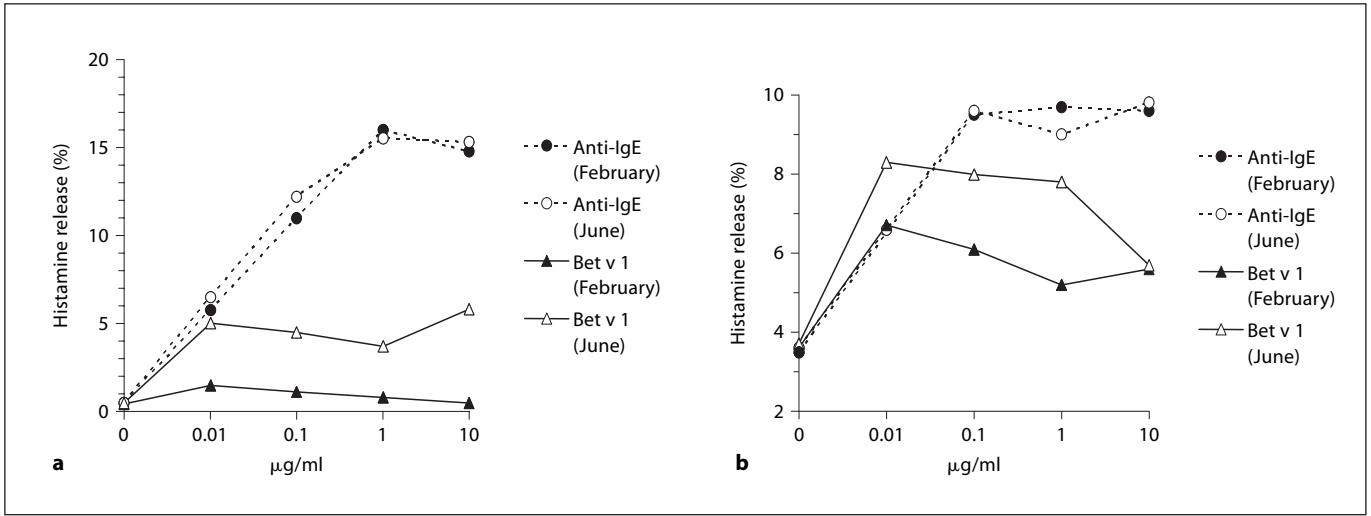 20
15
10
5
0
Histamine release (%)
0 0.01 0.1 1 10
μg/ml
a
Anti-IgE
(February)
Anti-IgE
(June)
Bet v 1
(February)
Bet v 1
(June)
10
8
6
4
2
Histamine release (%)
0 0.01 0.1 1 10
μg/ml
b
Anti-IgE
(February)
Anti-IgE
(June)
Bet v 1
(February)
Bet v 1
(June)